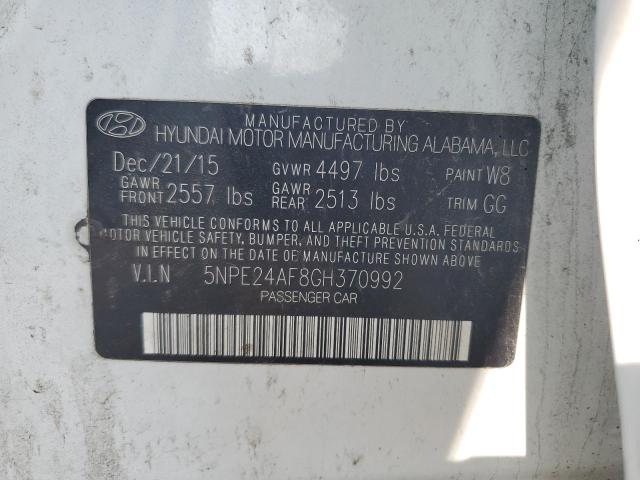 MANUFACTURED BY
HYUNDAI MOTOR MANUFACTURING ALABAMA, LLC
Dec/21/15 GVWR 4497 lbs PAINT W8
GAWR FRONT 2557 lbs GAWR REAR 2513 lbs TRIM GG
THIS VEHICLE CONFORMS TO ALL APPLICABLE U.S.A. FEDERAL
MOTOR VEHICLE SAFETY, BUMPER, AND THEFT PREVENTION STANDARDS
IN EFFECT ON THE DATE OF MANUFACTURE SHOWN ABOVE.
V.I.N 5NPE24AF8GH370992
PASSENGER CAR